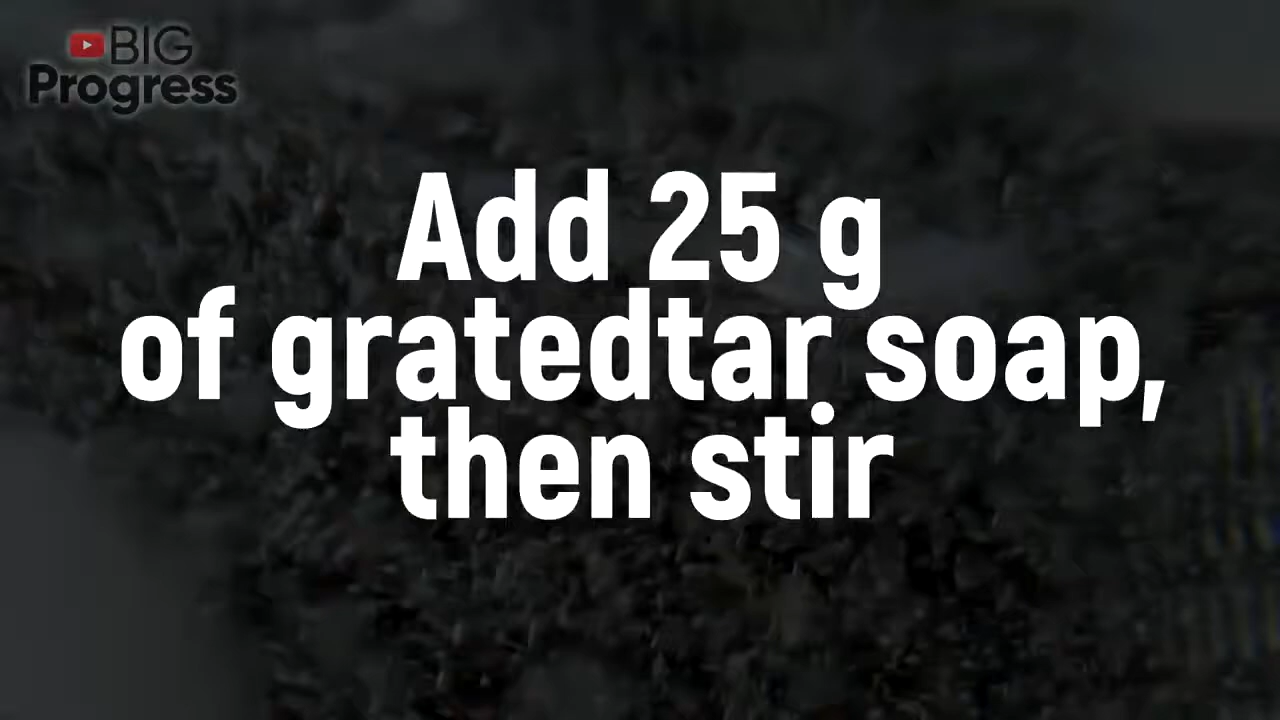 BIG
Progress
Add 25 g
of gratedtar soap,
then stir